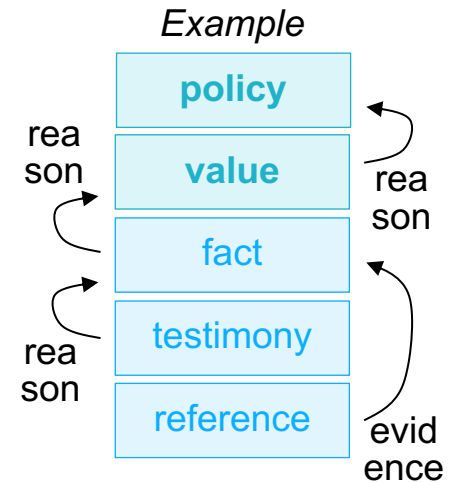 Example
policy
rea
son
value
rea
son
fact
testimony
rea
son
reference
evid
ence